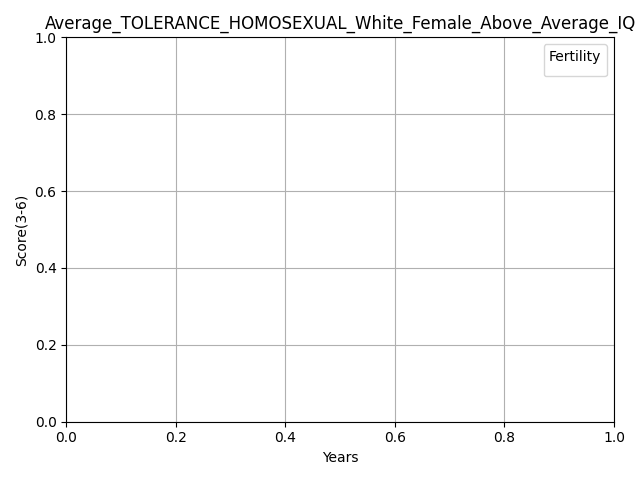 Average_TOLERANCE_HOMOSEXUAL_White_Female_Above_Average_IQ
Fertility
Score(3-6)
1.0
0.8
0.6
0.4
0.2
0.0
0.0 0.2 0.4 0.6 0.8 1.0
Years